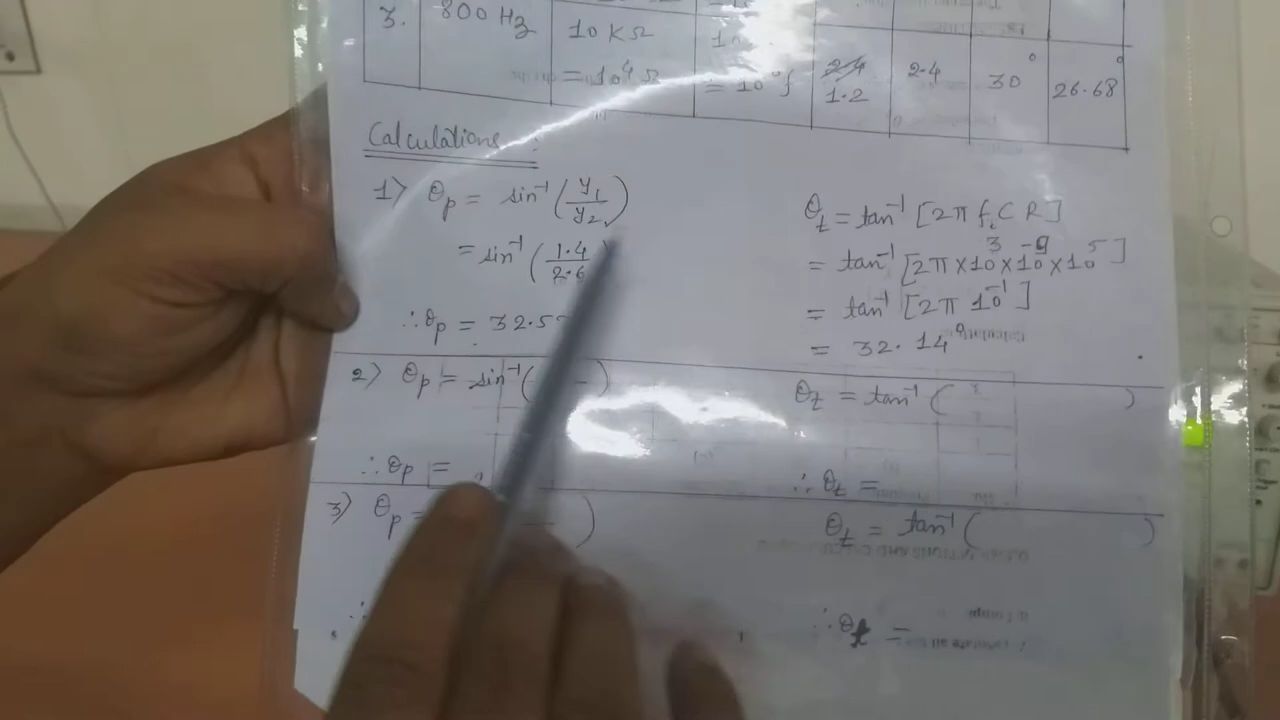 3. 800 Hz 10 KΩ
= 10⁴ Ω 2.4 1.2 2.4 30° 26.68°
Calculations :
1) θp = sin⁻¹ (y1/y2)
= sin⁻¹ (1.4/2.6
∴ θp = 32.5
θt = tan⁻¹ [2π f C R]
= tan⁻¹ [2π × 10³ × 10⁻⁹ × 10⁵]
= tan⁻¹ [2π 10⁻¹]
= 32.14°
2) θp = sin⁻¹ ( — )
θt = tan⁻¹ ( )
∴ θp =
∴ θt =
3) θp = )
θt = tan⁻¹ ( )
∴ θt =